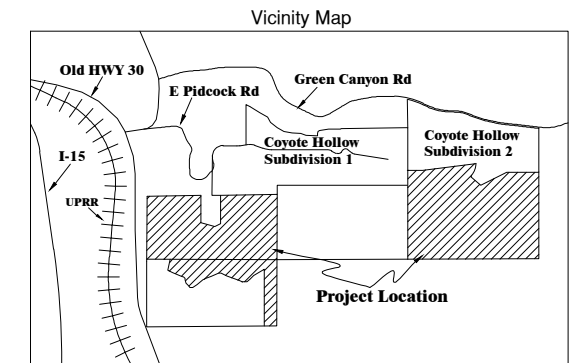 Vicinity Map
Old HWY 30
E Pidcock Rd
Green Canyon Rd
Coyote Hollow
Subdivision 1
Coyote Hollow
Subdivision 2
I-15
UPRR
Project Location